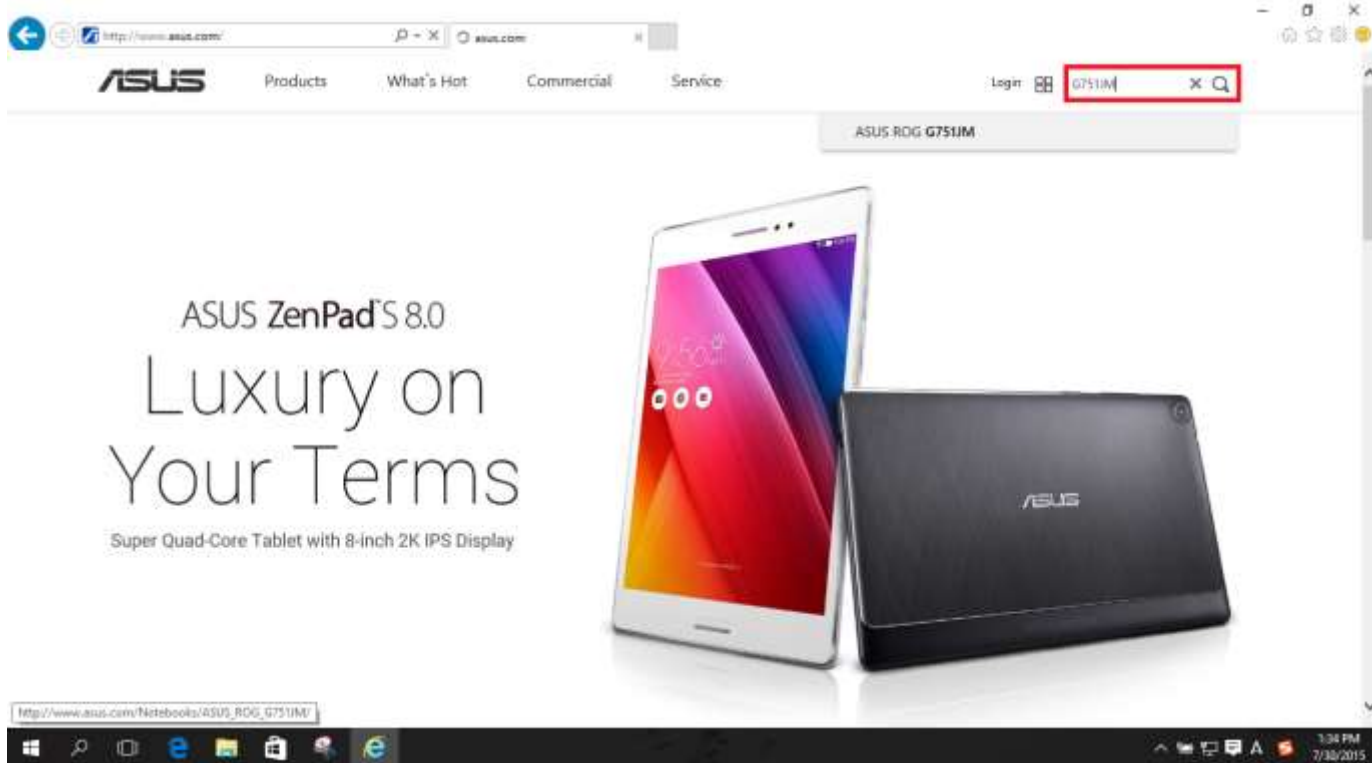 http://www.asus.com/
asus.com
ASUS
Products
What's Hot
Commercial
Service
Login
G751JM
ASUS ROG G751JM
ASUS ZenPad™S 8.0
Luxury on
Your Terms
Super Quad-Core Tablet with 8-inch 2K IPS Display
ASUS
http://www.asus.com/Notebooks/ASUS_ROG_G751JM/
A
1:34 PM
7/30/2015